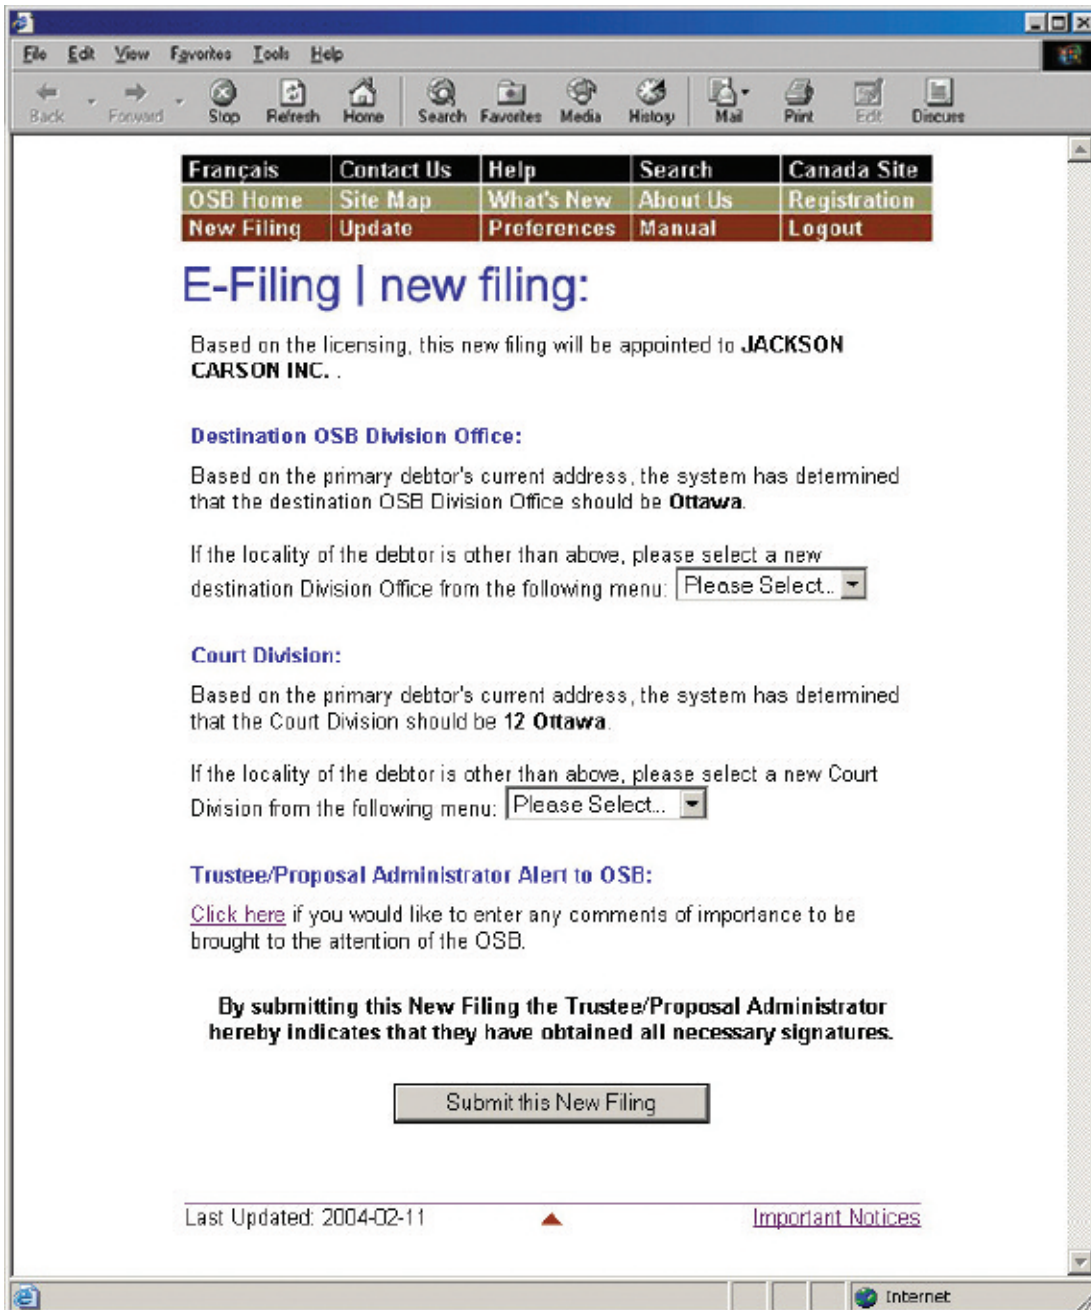 File Edit View Favorites Tools Help
Back Forward Stop Refresh Home Search Favorites Media History Mail Print Edit Discuss
Français Contact Us Help Search Canada Site
OSB Home Site Map What's New About Us Registration
New Filing Update Preferences Manual Logout
E-Filing | new filing:
Based on the licensing, this new filing will be appointed to JACKSON
CARSON INC. .
Destination OSB Division Office:
Based on the primary debtor's current address, the system has determined
that the destination OSB Division Office should be Ottawa.
If the locality of the debtor is other than above, please select a new
destination Division Office from the following menu: Please Select...
Court Division:
Based on the primary debtor's current address, the system has determined
that the Court Division should be 12 Ottawa.
If the locality of the debtor is other than above, please select a new Court
Division from the following menu: Please Select...
Trustee/Proposal Administrator Alert to OSB:
Click here if you would like to enter any comments of importance to be
brought to the attention of the OSB.
By submitting this New Filing the Trustee/Proposal Administrator
hereby indicates that they have obtained all necessary signatures.
Submit this New Filing
Last Updated: 2004-02-11 Important Notices
Internet